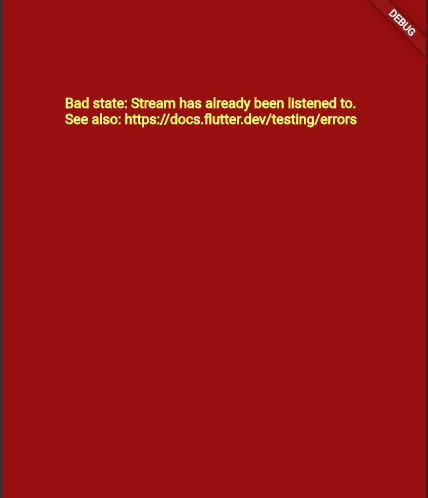 DEBUG
Bad state: Stream has already been listened to.
See also: https://docs.flutter.dev/testing/errors